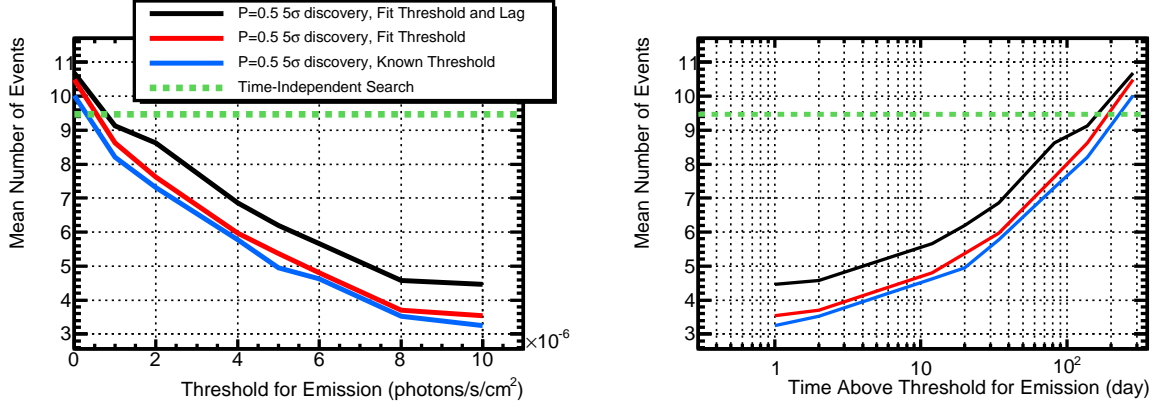 P=0.5 5σ discovery, Fit Threshold and Lag
P=0.5 5σ discovery, Fit Threshold
P=0.5 5σ discovery, Known Threshold
Time-Independent Search
Mean Number of Events
11
10
9
8
7
6
5
4
3
0 2 4 6 8 10
×10⁻⁶
Threshold for Emission (photons/s/cm²)
Mean Number of Events
11
10
9
8
7
6
5
4
3
1 10 10²
Time Above Threshold for Emission (day)